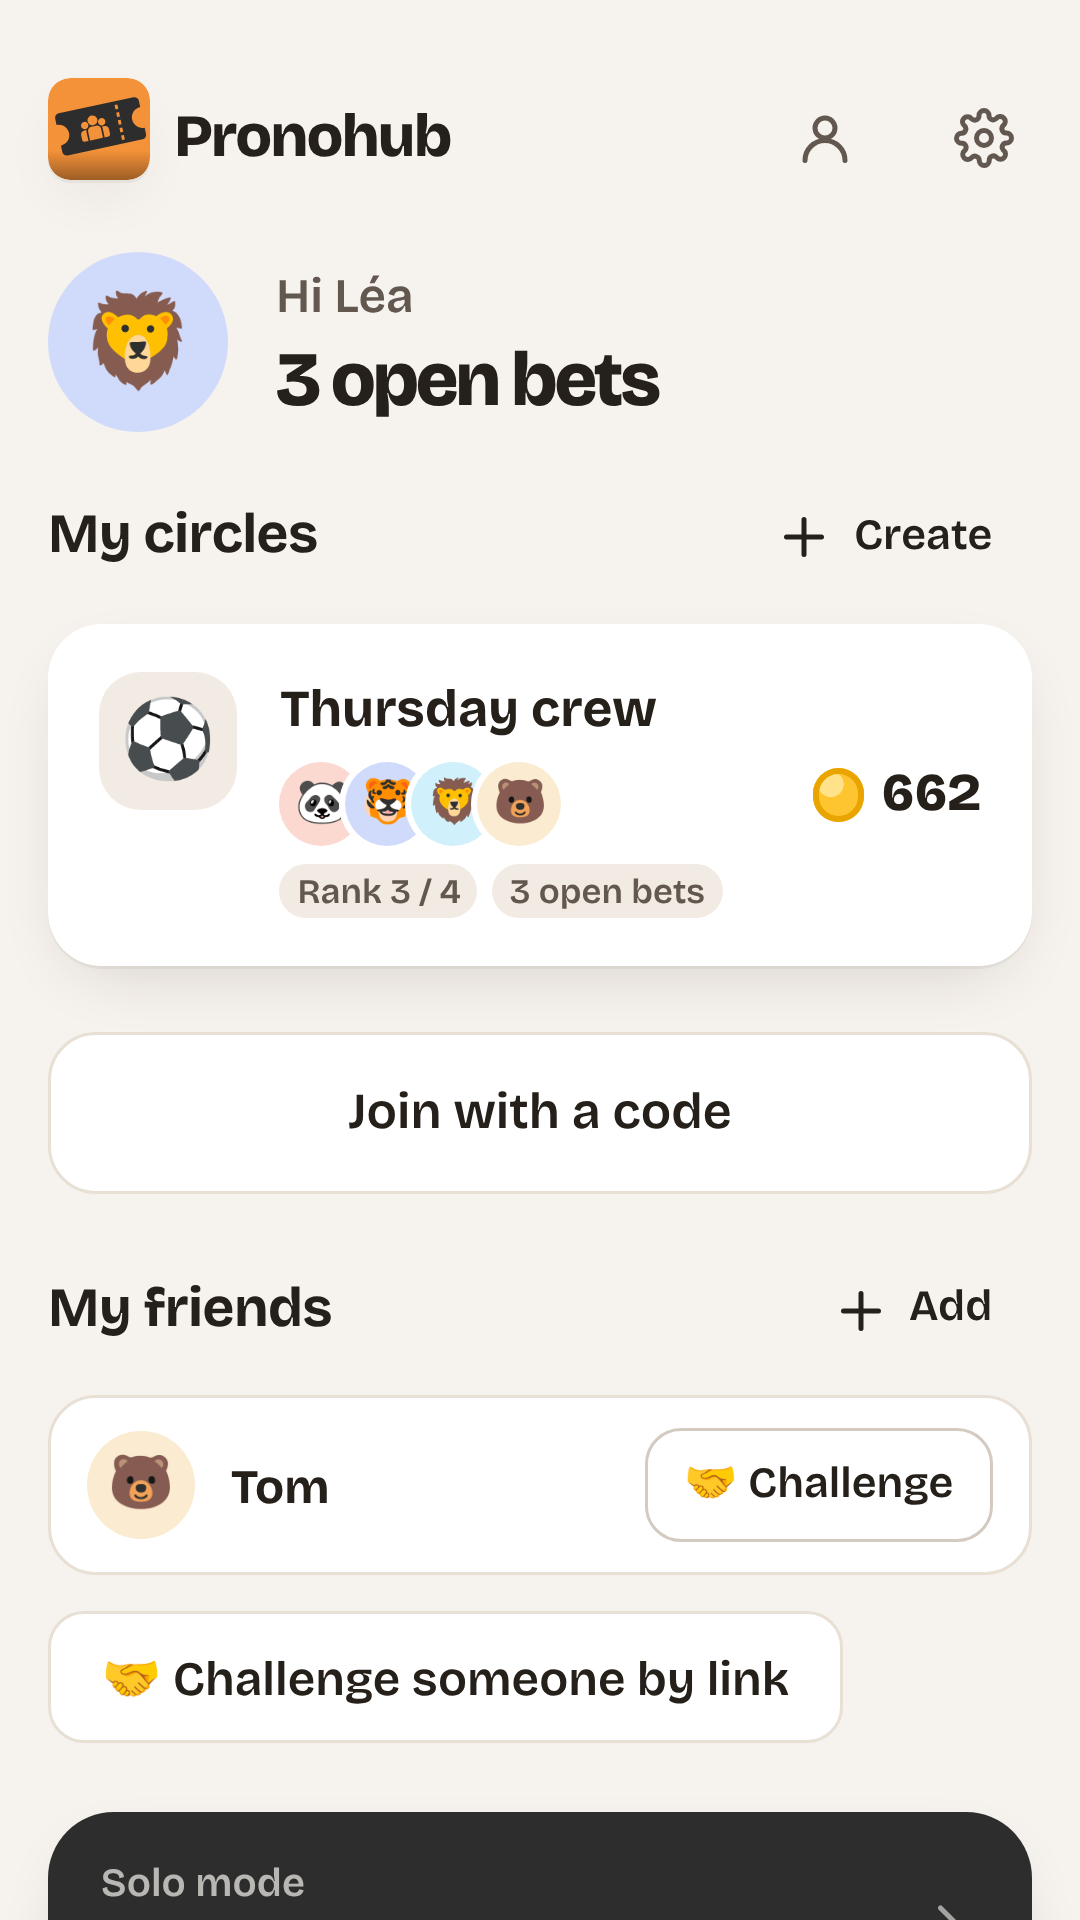 Pronohub
Hi Léa
3 open bets
My circles
Create
Thursday crew
662
Rank 3 / 4
3 open bets
Join with a code
My friends
Add
Tom
Challenge
Challenge someone by link
Solo mode